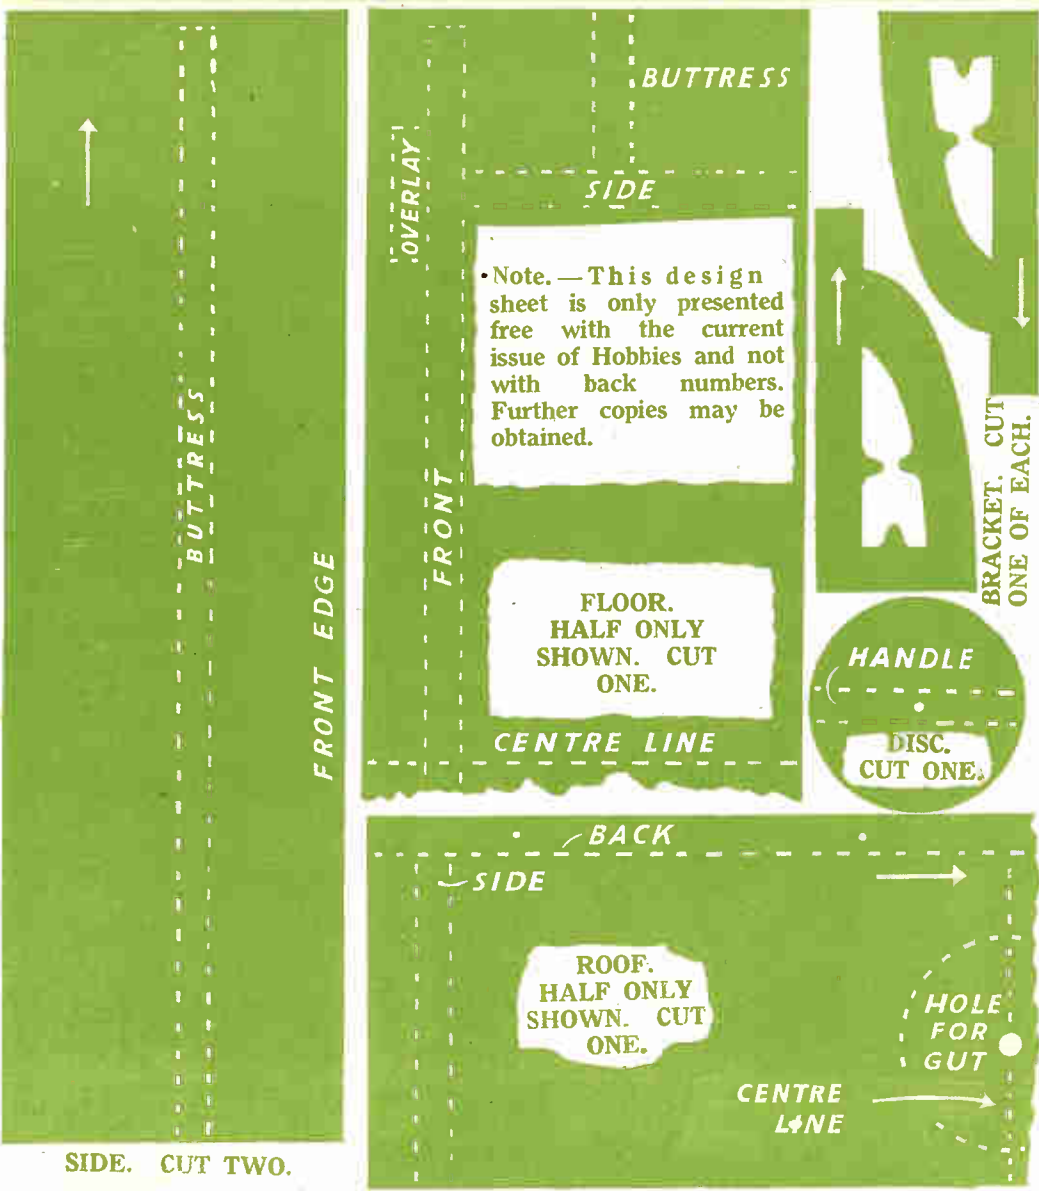 BUTTRESS
FRONT EDGE
SIDE. CUT TWO.
BUTTRESS
OVERLAY
SIDE
Note. — This design
sheet is only presented
free with the current
issue of Hobbies and not
with back numbers.
Further copies may be
obtained.
FRONT
FLOOR.
HALF ONLY
SHOWN. CUT
ONE.
CENTRE LINE
BRACKET. CUT
ONE OF EACH.
HANDLE
DISC.
CUT ONE.
BACK
SIDE
ROOF.
HALF ONLY
SHOWN. CUT
ONE.
HOLE
FOR
GUT
CENTRE
LINE